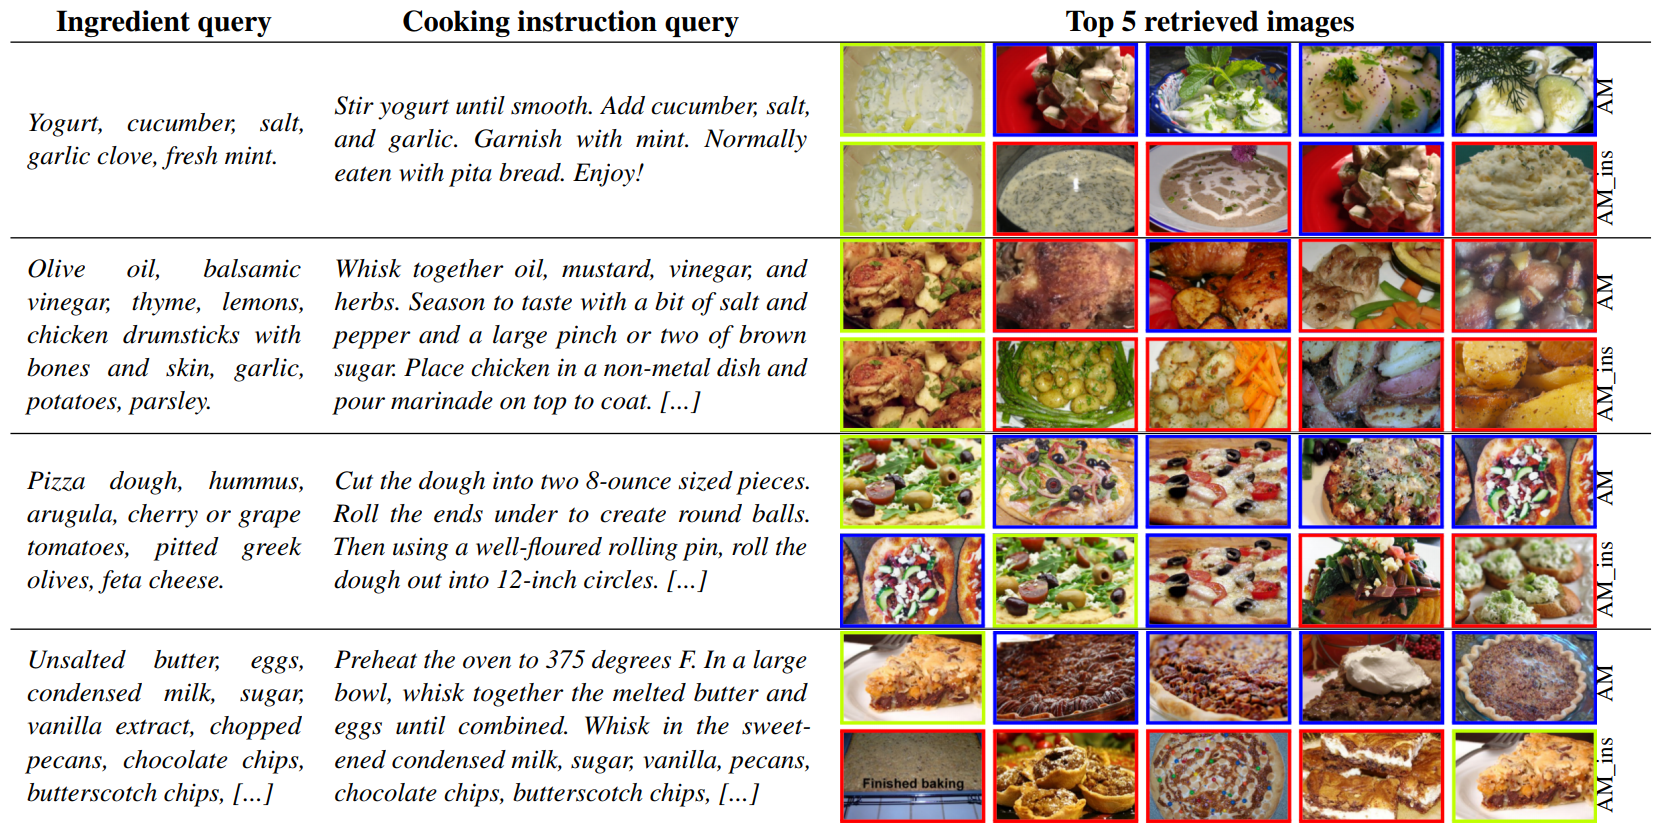 Ingredient query
Cooking instruction query
Top 5 retrieved images
Yogurt, cucumber, salt,
garlic clove, fresh mint.
Stir yogurt until smooth. Add cucumber, salt,
and garlic. Garnish with mint. Normally
eaten with pita bread. Enjoy!
AM
AM_ins
Olive oil, balsamic
vinegar, thyme, lemons,
chicken drumsticks with
bones and skin, garlic,
potatoes, parsley.
Whisk together oil, mustard, vinegar, and
herbs. Season to taste with a bit of salt and
pepper and a large pinch or two of brown
sugar. Place chicken in a non-metal dish and
pour marinade on top to coat. [...]
AM
AM_ins
Pizza dough, hummus,
arugula, cherry or grape
tomatoes, pitted greek
olives, feta cheese.
Cut the dough into two 8-ounce sized pieces.
Roll the ends under to create round balls.
Then using a well-floured rolling pin, roll the
dough out into 12-inch circles. [...]
AM
AM_ins
Unsalted butter, eggs,
condensed milk, sugar,
vanilla extract, chopped
pecans, chocolate chips,
butterscotch chips, [...]
Preheat the oven to 375 degrees F. In a large
bowl, whisk together the melted butter and
eggs until combined. Whisk in the sweet-
ened condensed milk, sugar, vanilla, pecans,
chocolate chips, butterscotch chips, [...]
AM
Finished baking
AM_ins